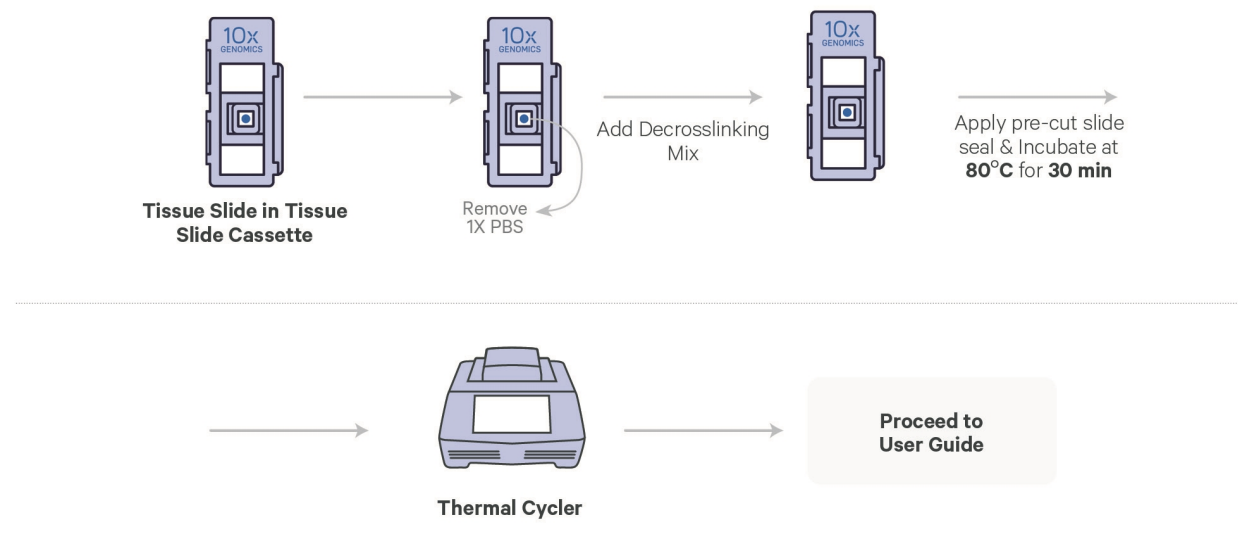 10x
GENOMICS
10x
GENOMICS
10x
GENOMICS
Add Decrosslinking
Mix
Apply pre-cut slide
seal & Incubate at
80°C for 30 min
Tissue Slide in Tissue
Slide Cassette
Remove
1X PBS
Thermal Cycler
Proceed to
User Guide